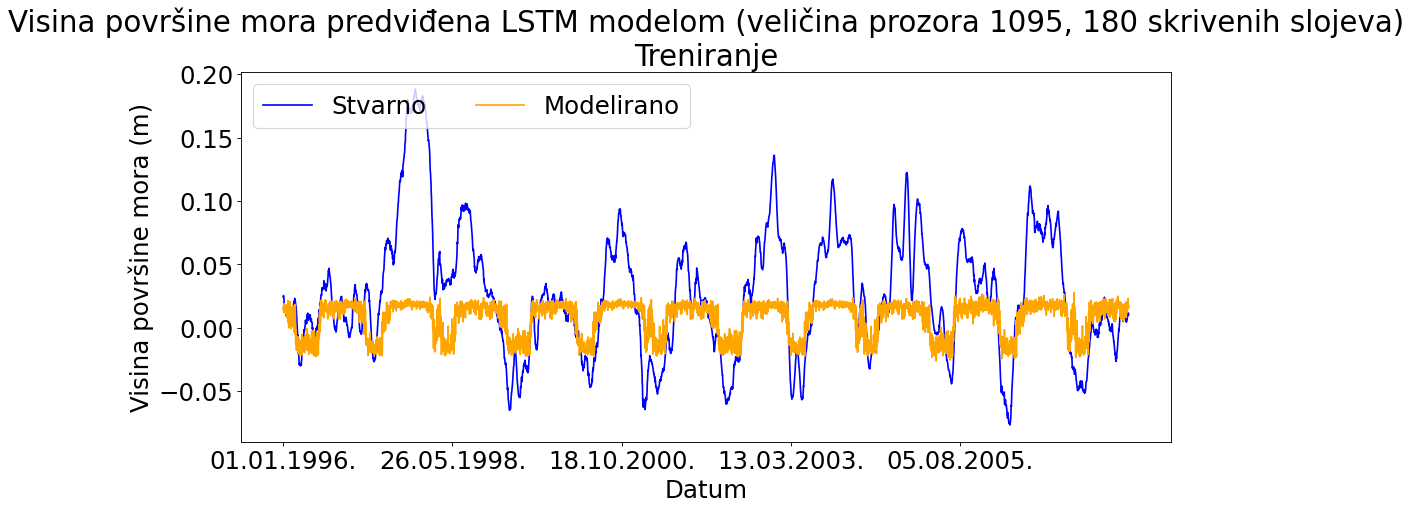 Visina površine mora predviđena LSTM modelom (veličina prozora 1095, 180 skrivenih slojeva)
Treniranje
Stvarno Modelirano
Visina površine mora (m)
0.20
0.15
0.10
0.05
0.00
−0.05
01.01.1996. 26.05.1998. 18.10.2000. 13.03.2003. 05.08.2005.
Datum